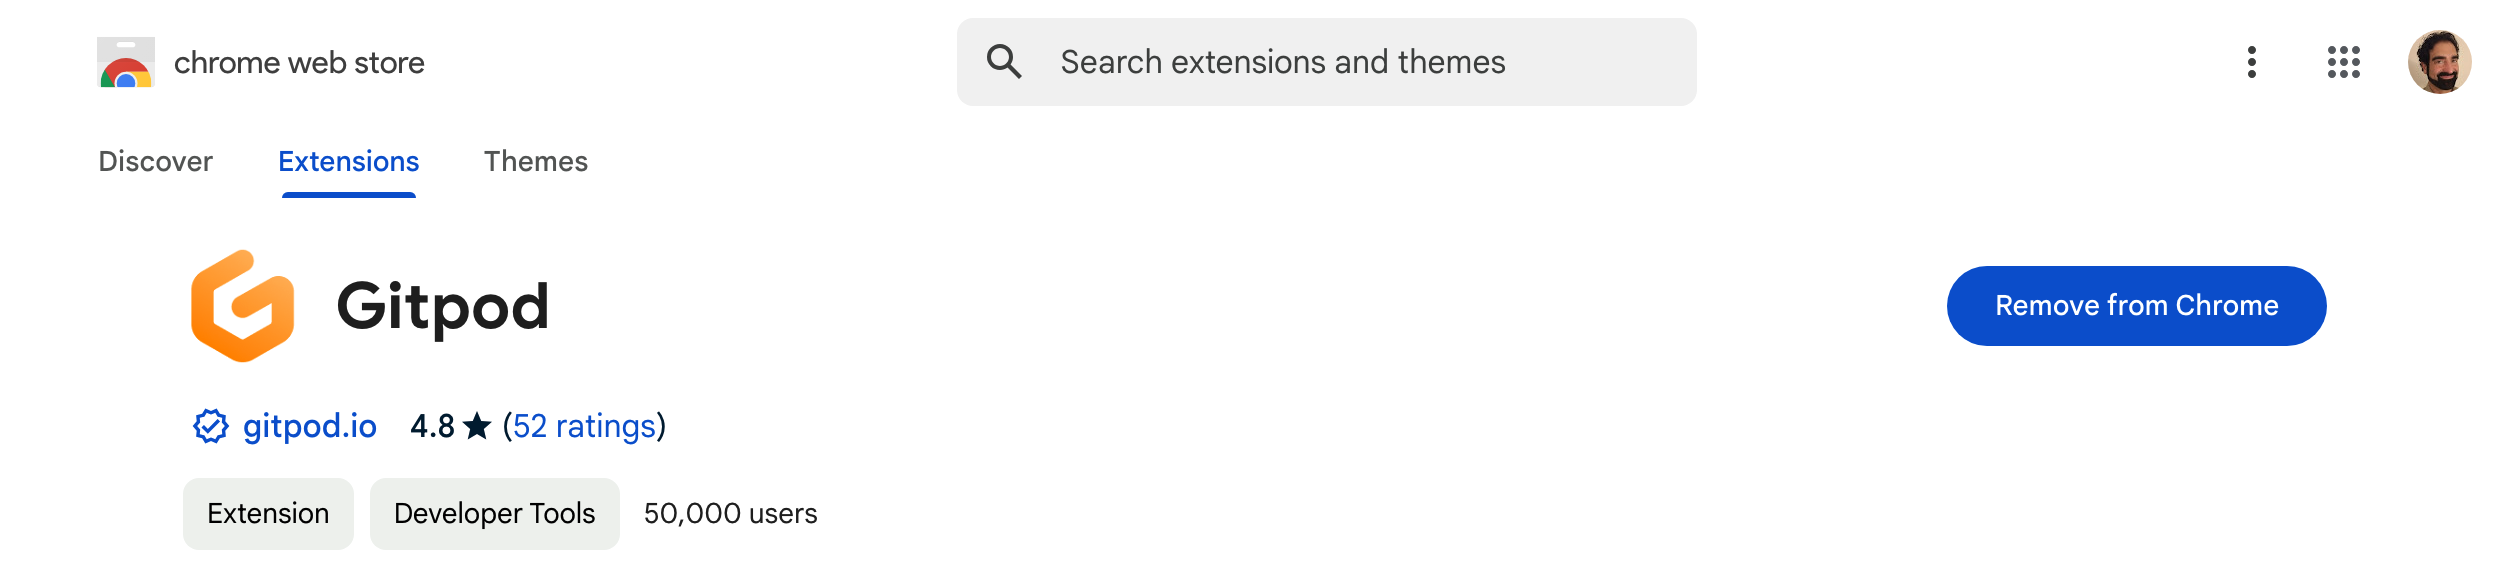 chrome web store
Search extensions and themes
Discover
Extensions
Themes
Gitpod
Remove from Chrome
gitpod.io 4.8 (52 ratings)
Extension
Developer Tools
50,000 users